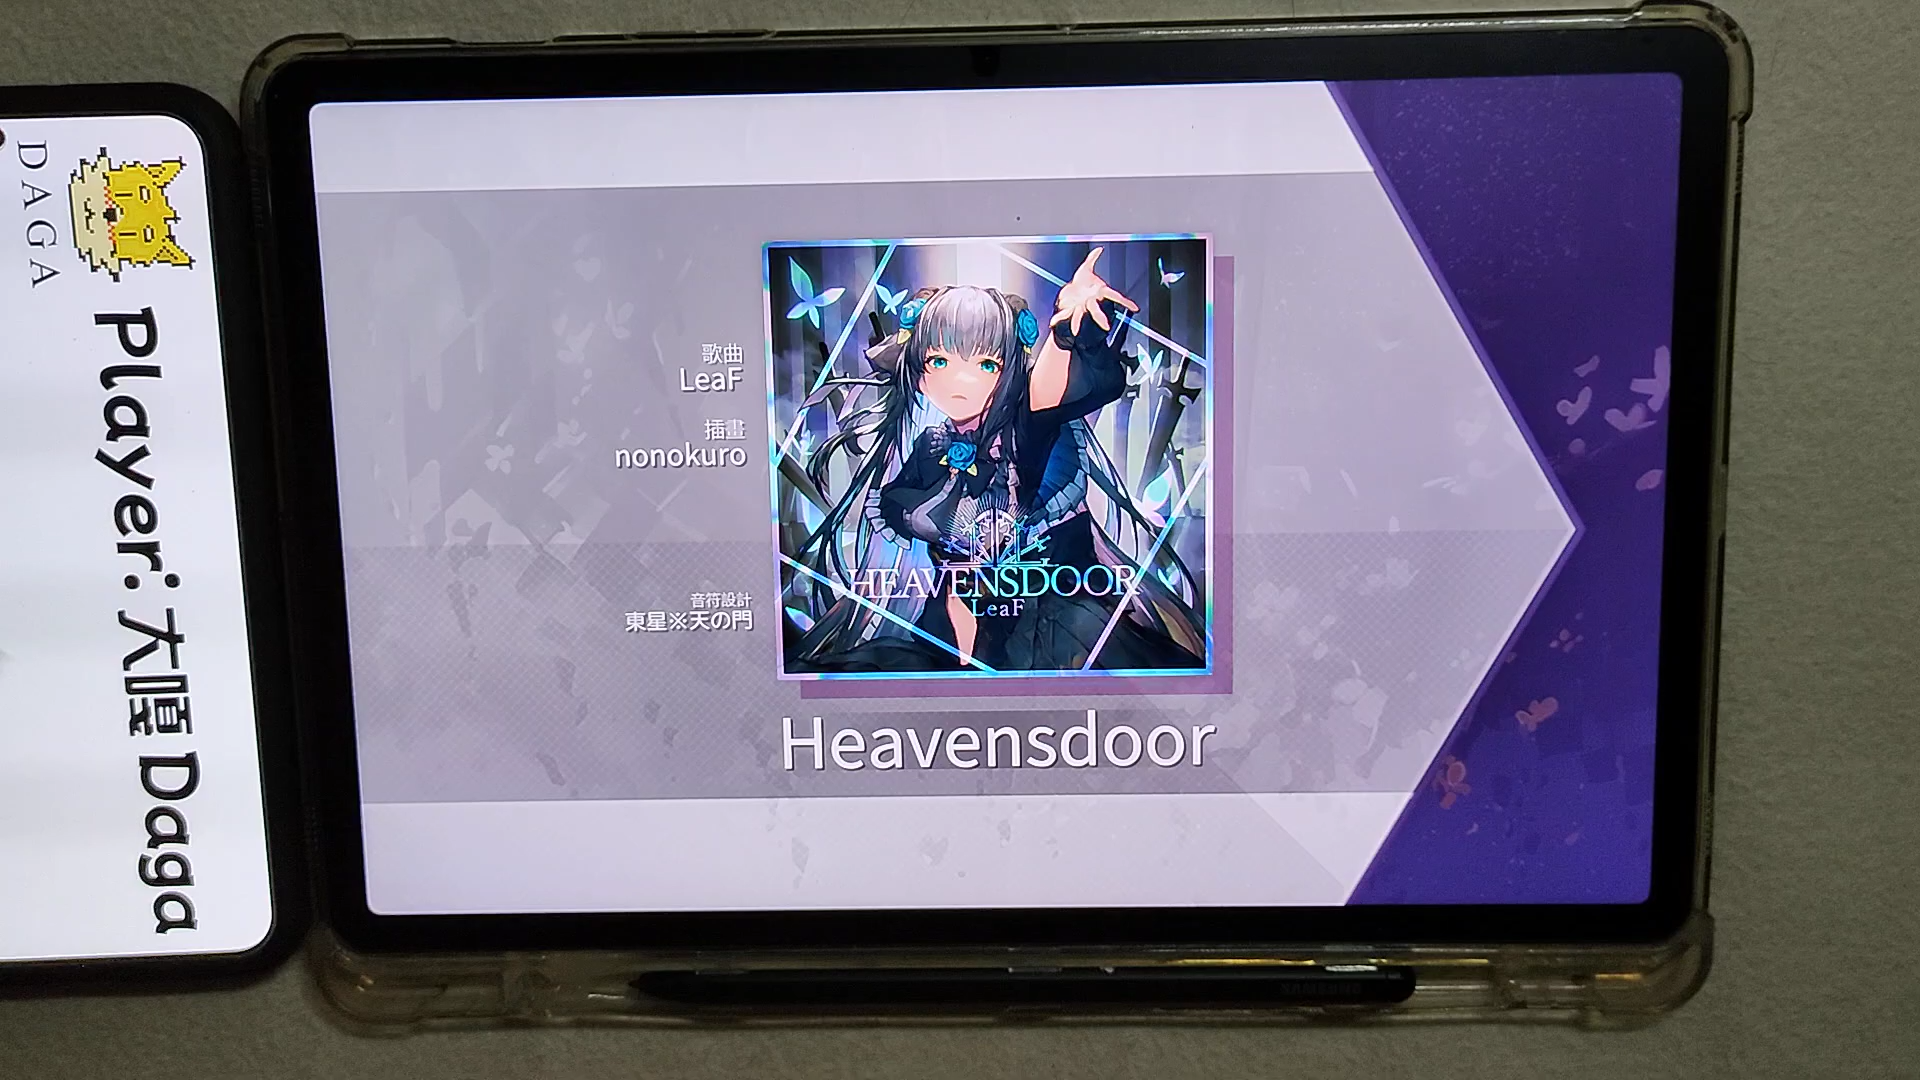 DAGA
Player: 大嘎 Daga
歌曲
LeaF
插畫
nonokuro
音符設計
東星※天の門
HEAVENSDOOR
LeaF
Heavensdoor
SAMSUNG